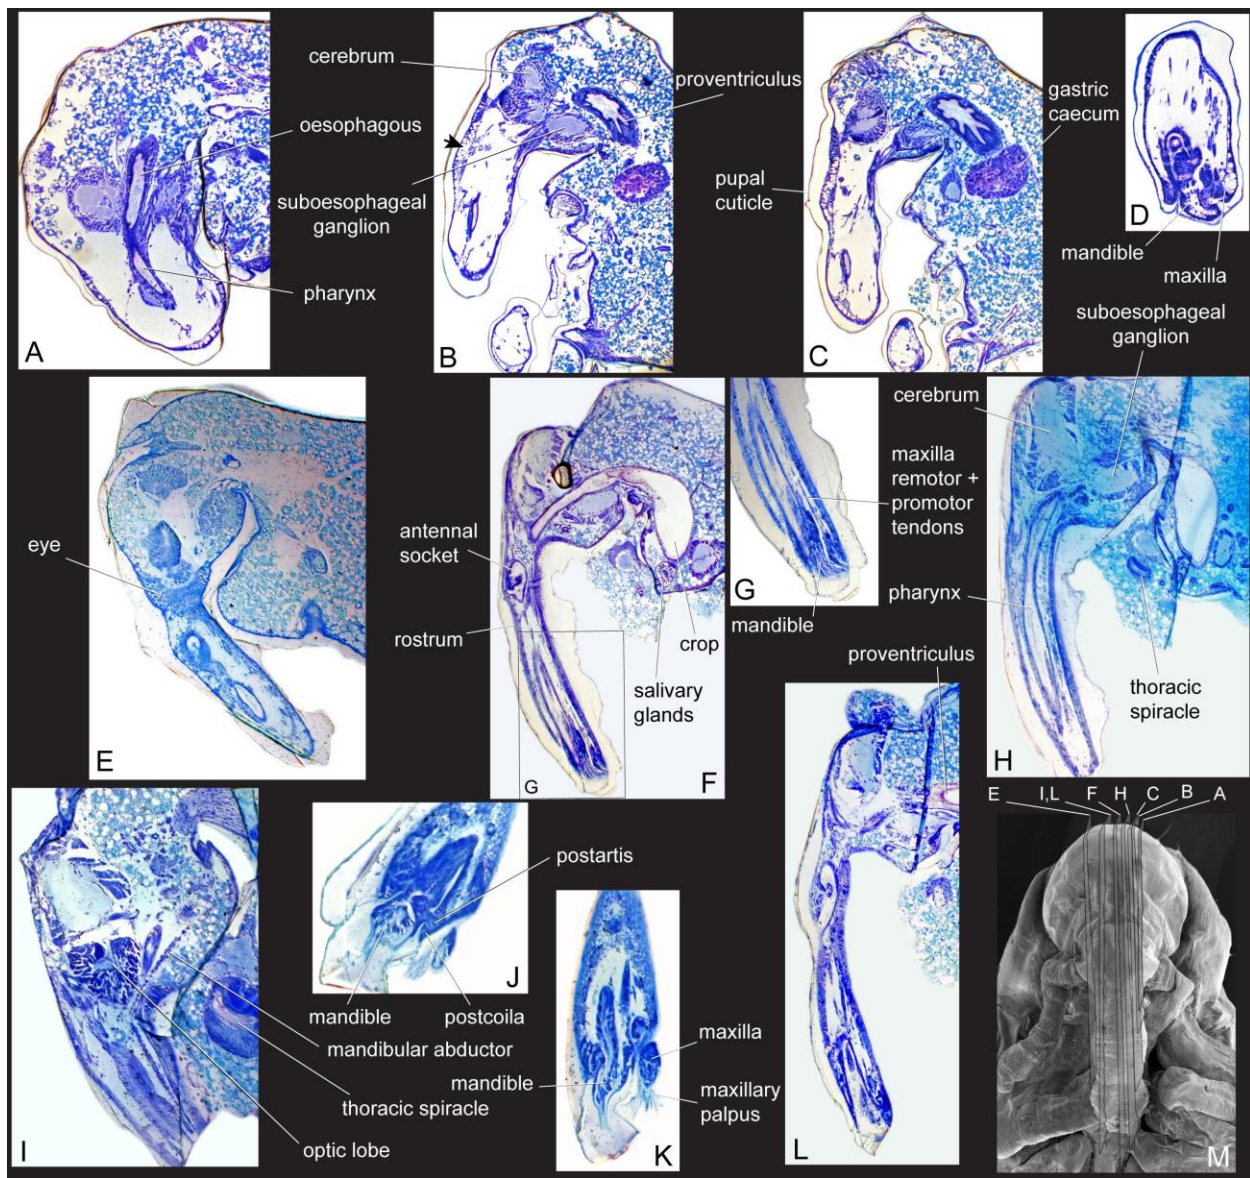 cerebrum
oesophagous
suboesophageal
ganglion
pharynx
A
B
proventriculus
pupal
cuticle
C
gastric
caecum
D
mandible
maxilla
suboesophageal
ganglion
eye
E
antennal
socket
rostrum
G
F
crop
salivary
glands
G
mandible
maxilla
remotor +
promotor
tendons
cerebrum
pharynx
proventriculus
thoracic
spiracle
H
I
J
postartis
mandible
postcoila
mandibular abductor
thoracic spiracle
optic lobe
K
mandible
maxilla
maxillary
palpus
L
E I,L F H C B A
M